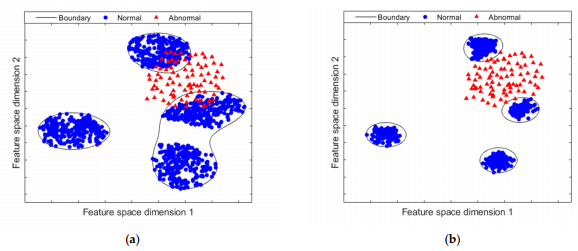 Boundary Normal Abnormal
Feature space dimension 2
Feature space dimension 1
(a)
Boundary Normal Abnormal
Feature space dimension 2
Feature space dimension 1
(b)